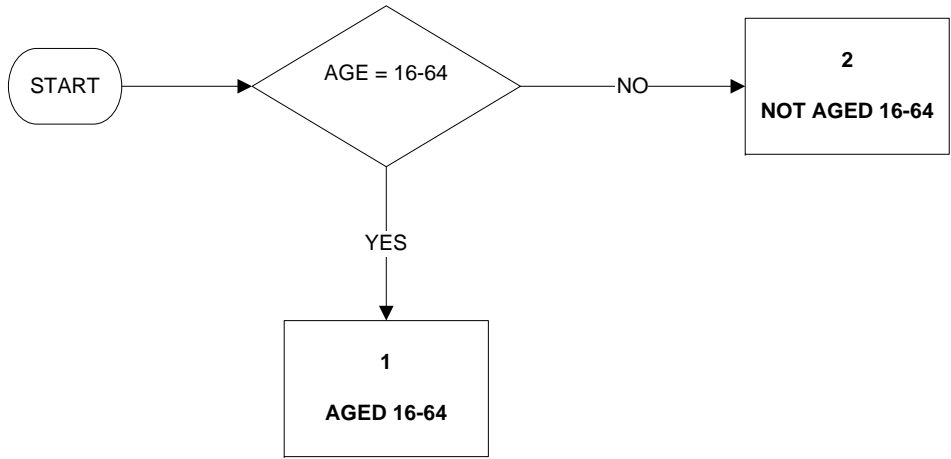 START
AGE = 16-64
NO
2
NOT AGED 16-64
YES
1
AGED 16-64